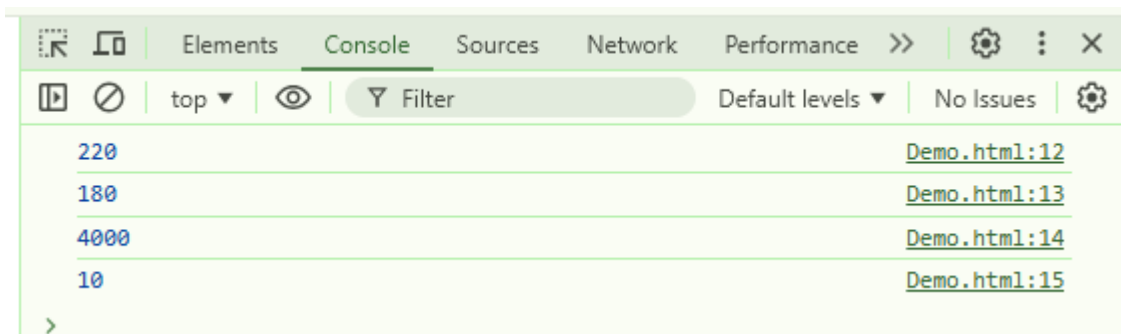 Elements Console Sources Network Performance
top Filter Default levels No Issues
220 Demo.html:12
180 Demo.html:13
4000 Demo.html:14
10 Demo.html:15